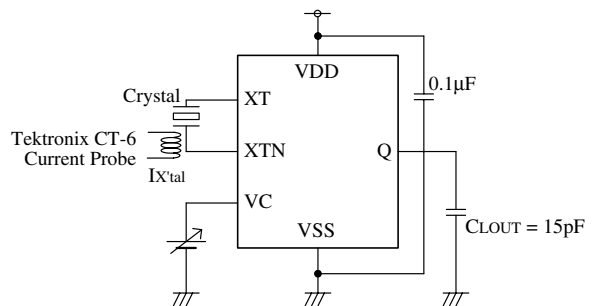 VDD
0.1μF
Crystal
XT
Tektronix CT-6
Current Probe
XTN
Q
IX'tal
VC
CLOUT = 15pF
VSS